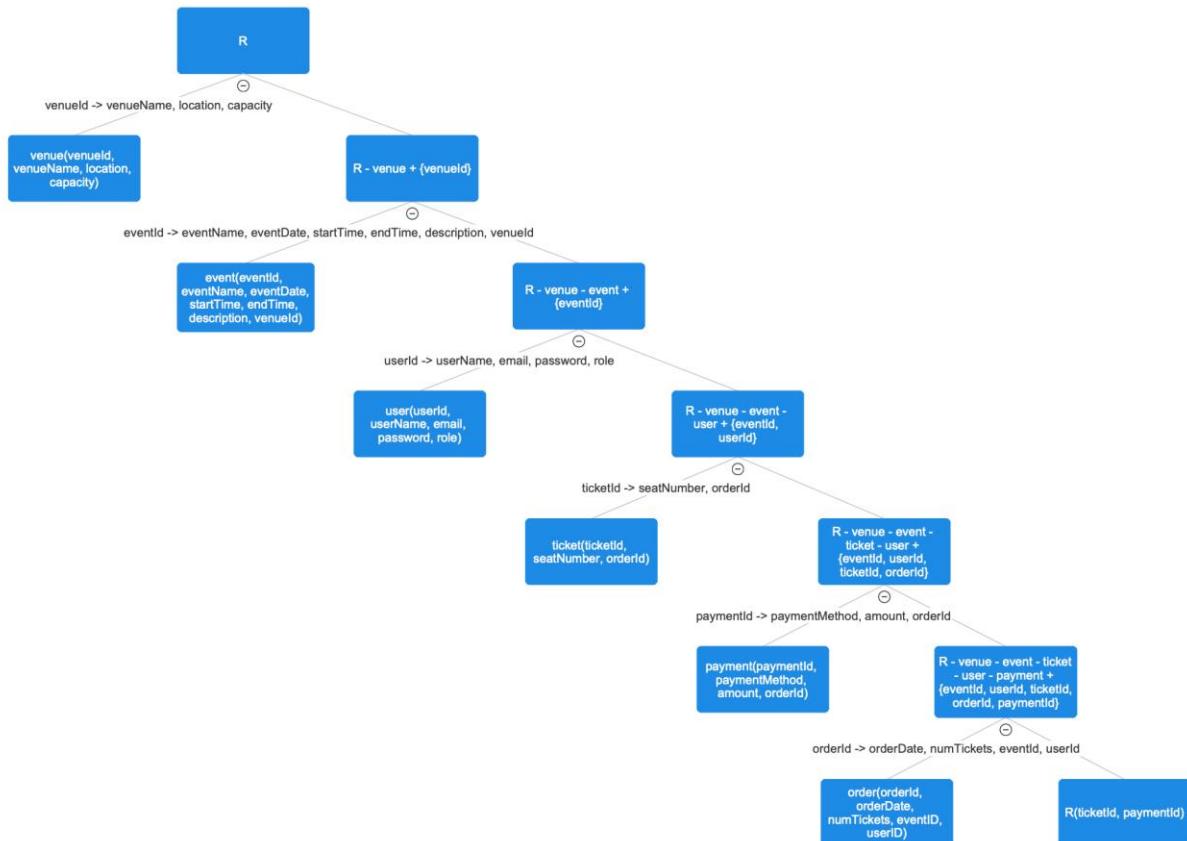 R
venueId -> venueName, location, capacity
venue(venueId,
venueName, location,
capacity)
R - venue + {venueId}
eventId -> eventName, eventDate, startTime, endTime, description, venueId
event(eventId,
eventName, eventDate,
startTime, endTime,
description, venueId)
R - venue - event +
{eventId}
userId -> userName, email, password, role
user(userId,
userName, email,
password, role)
R - venue - event -
user + {eventId,
userId}
ticketId -> seatNumber, orderId
ticket(ticketId,
seatNumber, orderId)
R - venue - event -
ticket - user +
{eventId, userId,
ticketId, orderId}
paymentId -> paymentMethod, amount, orderId
payment(paymentId,
paymentMethod,
amount, orderId)
R - venue - event - ticket
- user - payment +
{eventId, userId, ticketId,
orderId, paymentId}
orderId -> orderDate, numTickets, eventId, userId
order(orderId,
orderDate,
numTickets, eventID,
userID)
R(ticketId, paymentId)